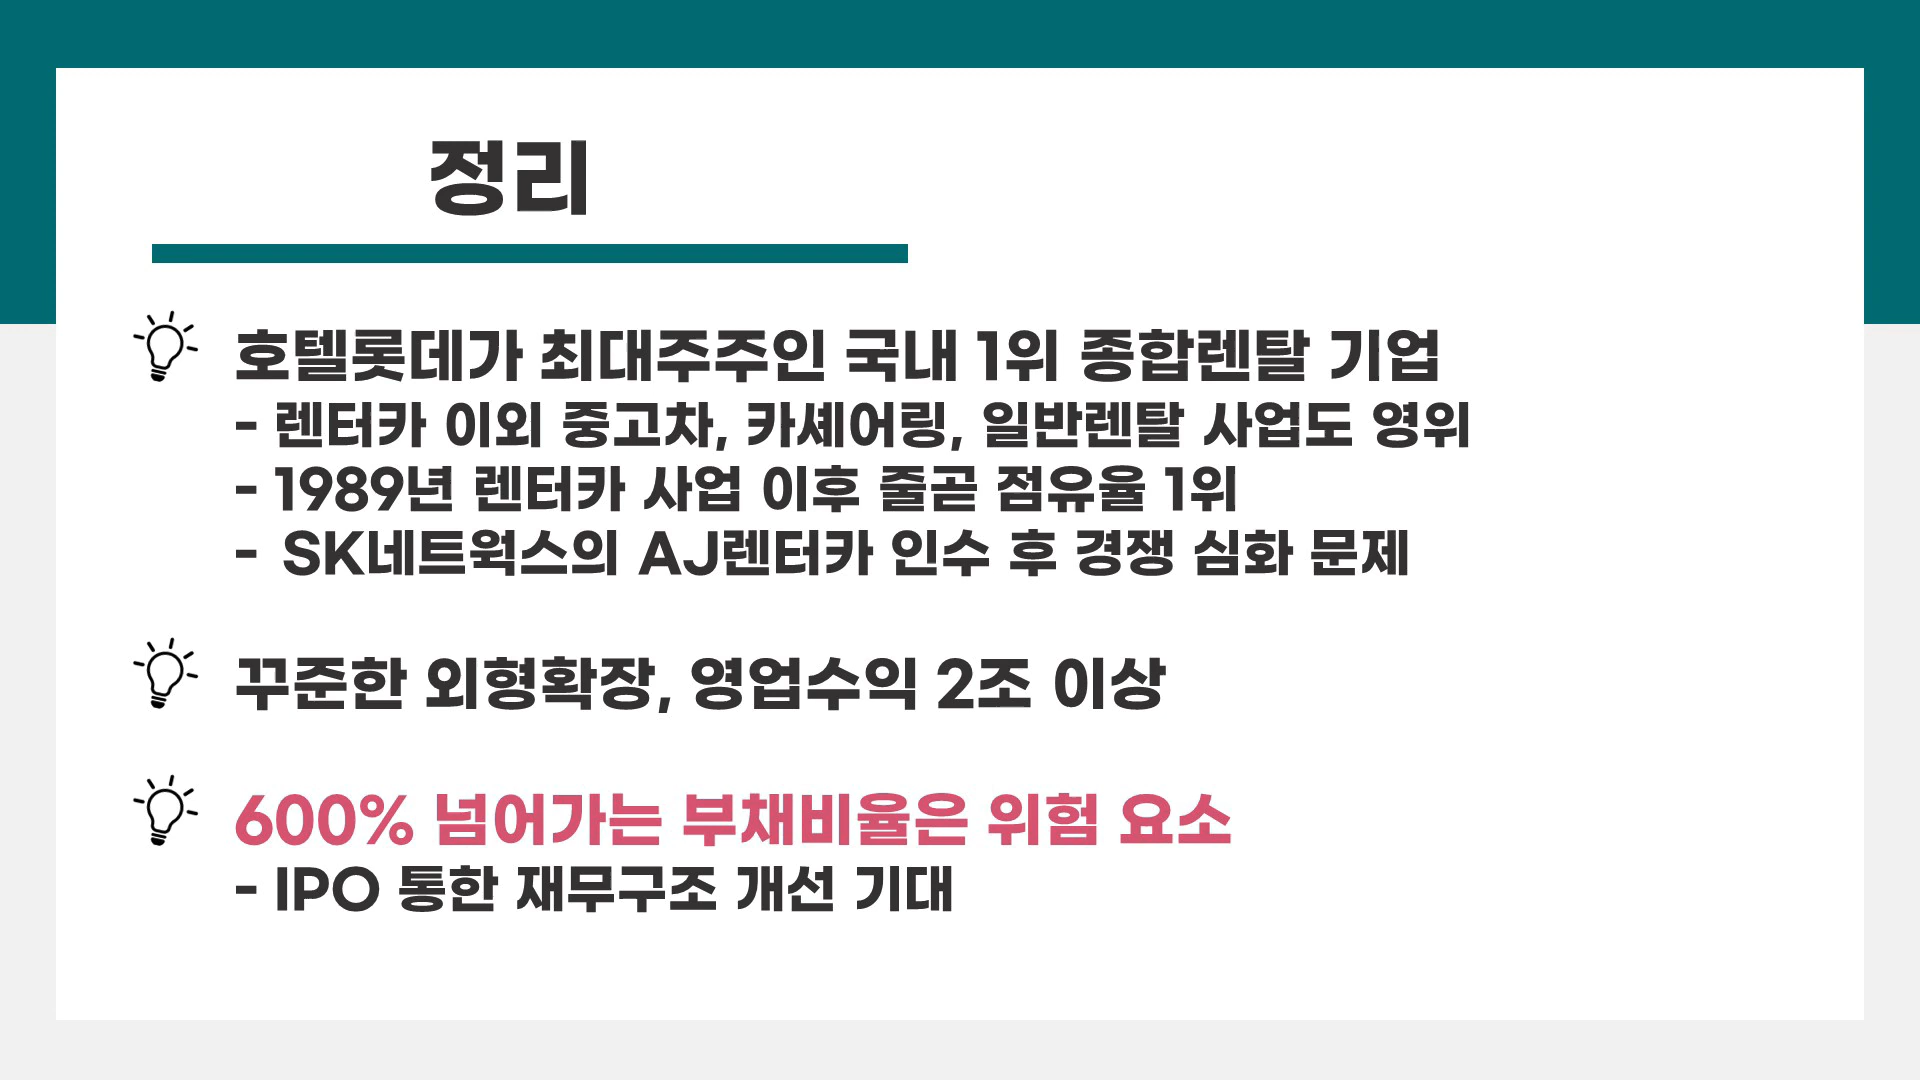 정리
호텔롯데가 최대주주인 국내 1위 종합렌탈 기업
- 렌터카 이외 중고차, 카셰어링, 일반렌탈 사업도 영위
- 1989년 렌터카 사업 이후 줄곧 점유율 1위
- SK네트웍스의 AJ렌터카 인수 후 경쟁 심화 문제
꾸준한 외형확장, 영업수익 2조 이상
600% 넘어가는 부채비율은 위험 요소
- IPO 통한 재무구조 개선 기대